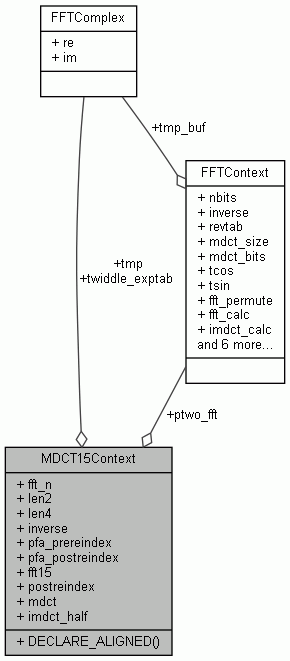 FFTComplex
+ re
+ im
+tmp_buf
FFTContext
+ nbits
+ inverse
+ revtab
+ mdct_size
+ mdct_bits
+ tcos
+ tsin
+ fft_permute
+ fft_calc
+ imdct_calc
and 6 more...
+tmp
+twiddle_exptab
+ptwo_fft
MDCT15Context
+ fft_n
+ len2
+ len4
+ inverse
+ pfa_prereindex
+ pfa_postreindex
+ fft15
+ postreindex
+ mdct
+ imdct_half
+ DECLARE_ALIGNED()